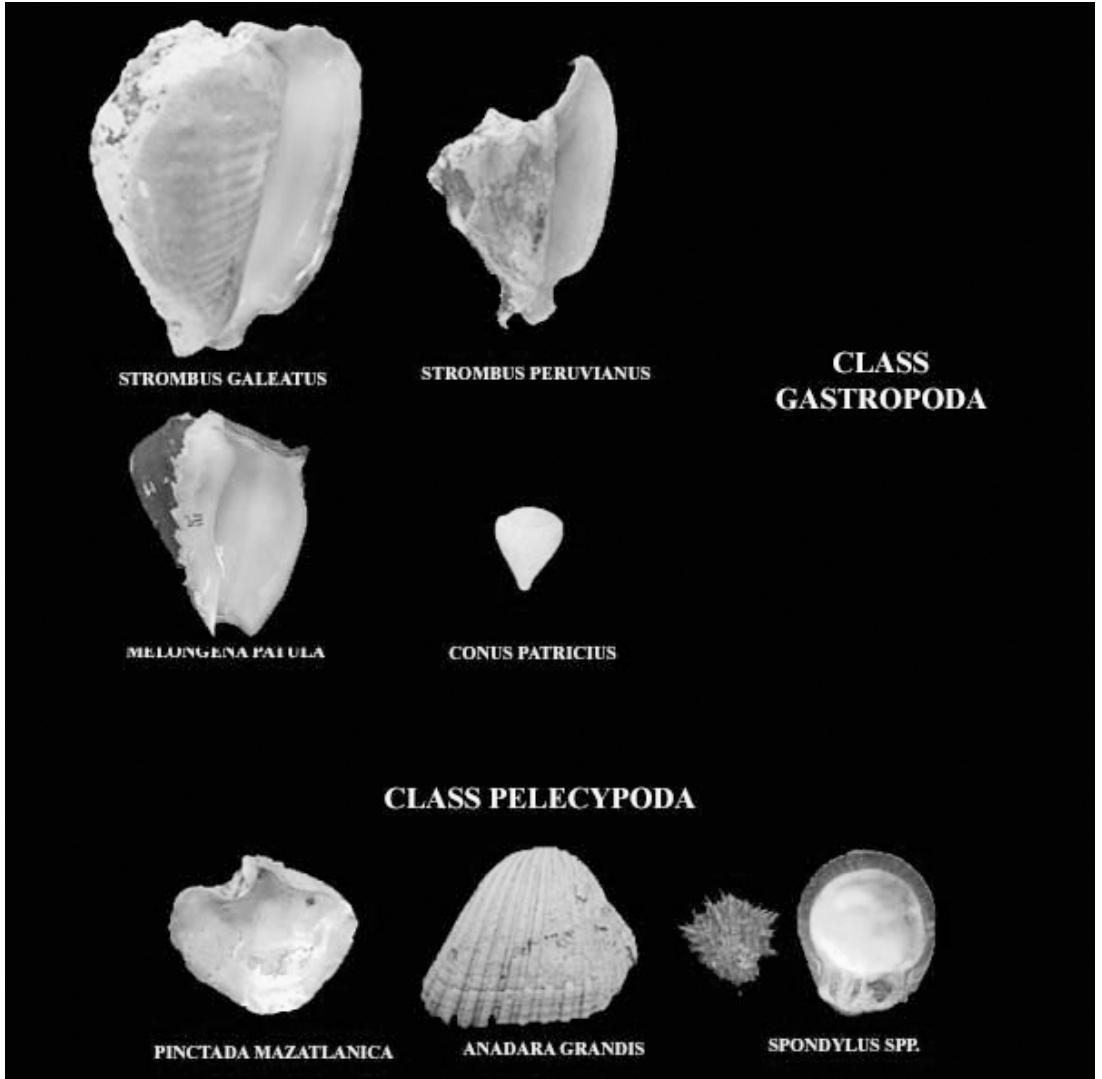 STROMBUS GALEATUS
STROMBUS PERUVIANUS
CLASS
GASTROPODA
MELONGENA PATULA
CONUS PATRICIUS
CLASS PELECYPODA
PINCTADA MAZATLANICA
ANADARA GRANDIS
SPONDYLUS SPP.